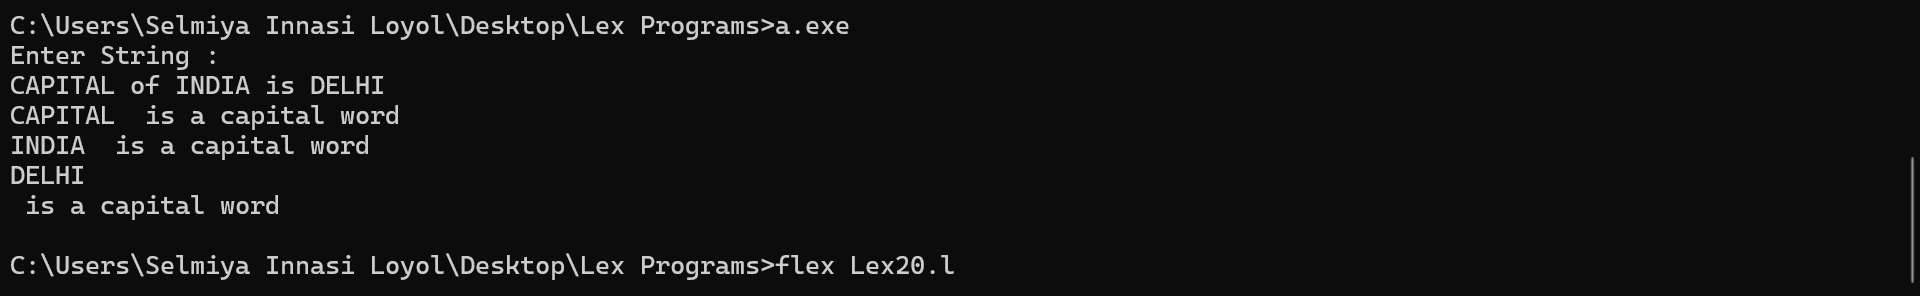 C:\Users\Selmiya Innasi Loyol\Desktop\Lex Programs>a.exe
Enter String :
CAPITAL of INDIA is DELHI
CAPITAL  is a capital word
INDIA  is a capital word
DELHI
 is a capital word
C:\Users\Selmiya Innasi Loyol\Desktop\Lex Programs>flex Lex20.l